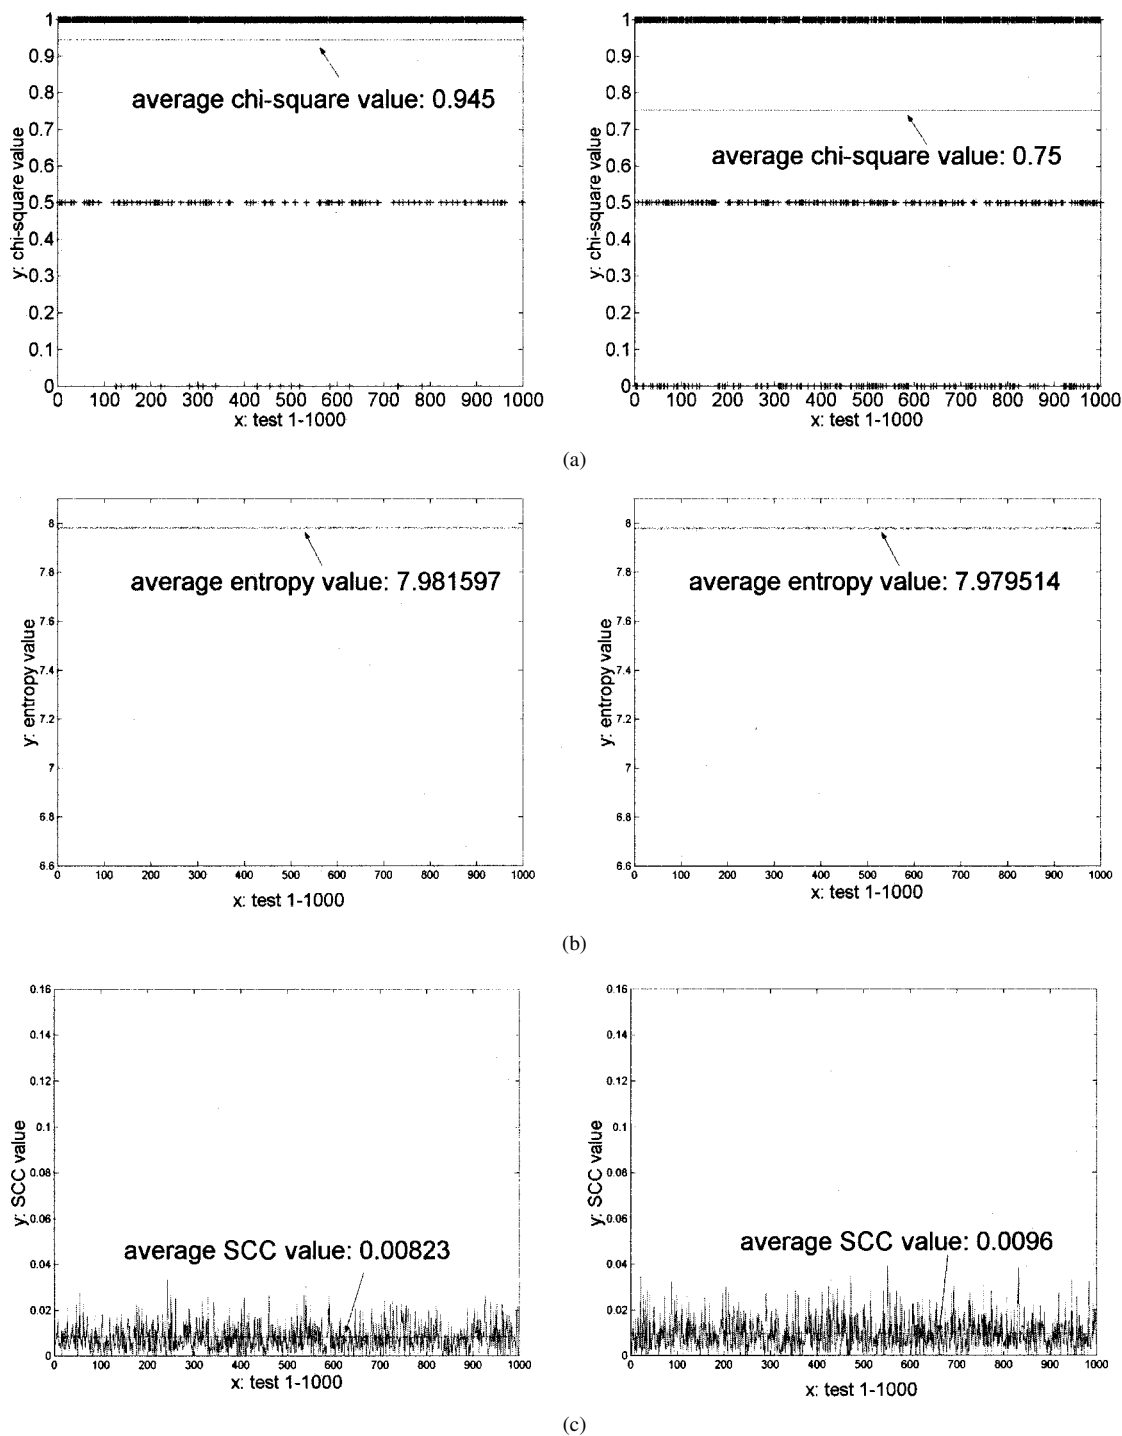 1
0.9
0.8
0.7
0.6
0.5
0.4
0.3
0.2
0.1
0
y: chi-square value
average chi-square value: 0.945
0 100 200 300 400 500 600 700 800 900 1000
x: test 1-1000
1
0.9
0.8
0.7
0.6
0.5
0.4
0.3
0.2
0.1
0
y: chi-square value
average chi-square value: 0.75
0 100 200 300 400 500 600 700 800 900 1000
x: test 1-1000
(a)
8
7.8
7.6
7.4
7.2
7
6.8
6.6
y: entropy value
average entropy value: 7.981597
0 100 200 300 400 500 600 700 800 900 1000
x: test 1-1000
8
7.8
7.6
7.4
7.2
7
6.8
6.6
y: entropy value
average entropy value: 7.979514
0 100 200 300 400 500 600 700 800 900 1000
x: test 1-1000
(b)
0.16
0.14
0.12
0.1
0.08
0.06
0.04
0.02
0
y: SCC value
average SCC value: 0.00823
0 100 200 300 400 500 600 700 800 900 1000
x: test 1-1000
0.16
0.14
0.12
0.1
0.08
0.06
0.04
0.02
0
y: SCC value
average SCC value: 0.0096
0 100 200 300 400 500 600 700 800 900 1000
x: test 1-1000
(c)